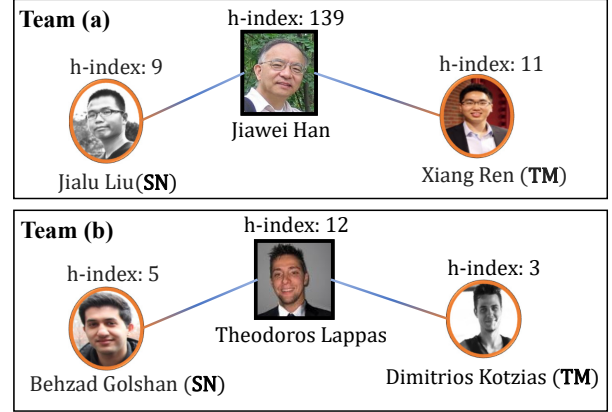 Team (a)
h-index: 139
h-index: 9
h-index: 11
Jiawei Han
Jialu Liu(SN)
Xiang Ren (TM)
Team (b)
h-index: 12
h-index: 5
h-index: 3
Theodoros Lappas
Behzad Golshan (SN)
Dimitrios Kotzias (TM)